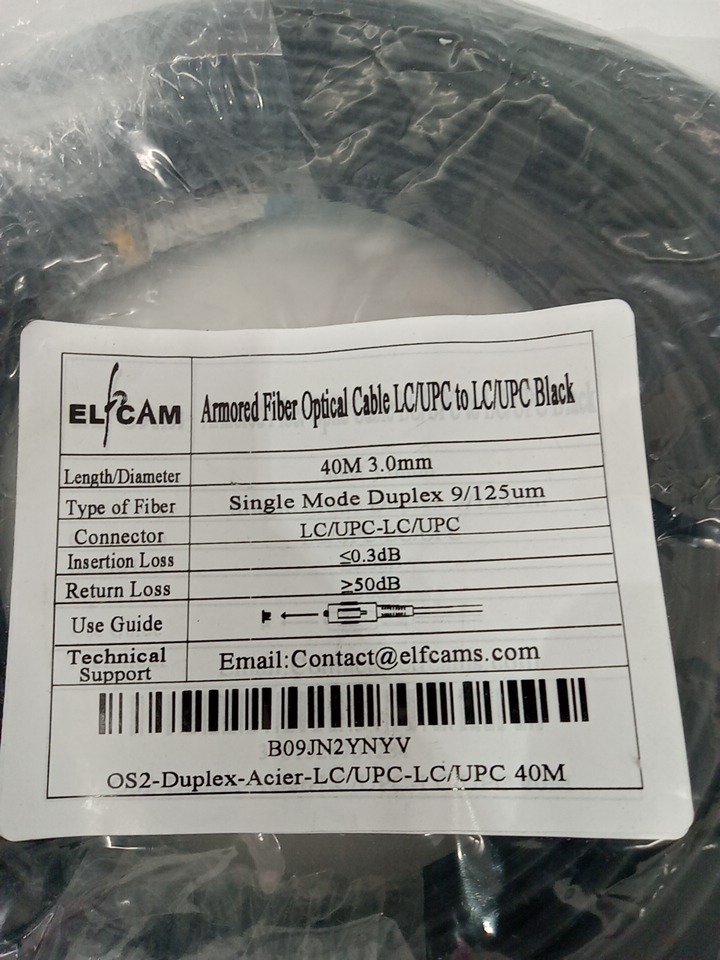 ELFCAM
Armored Fiber Optical Cable LC/UPC to LC/UPC Black
Length/Diameter 40M 3.0mm
Type of Fiber Single Mode Duplex 9/125um
Connector LC/UPC-LC/UPC
Insertion Loss ≤0.3dB
Return Loss ≥50dB
Use Guide
Technical Support Email:Contact@elfcams.com
B09JN2YNYV
OS2-Duplex-Acier-LC/UPC-LC/UPC 40M